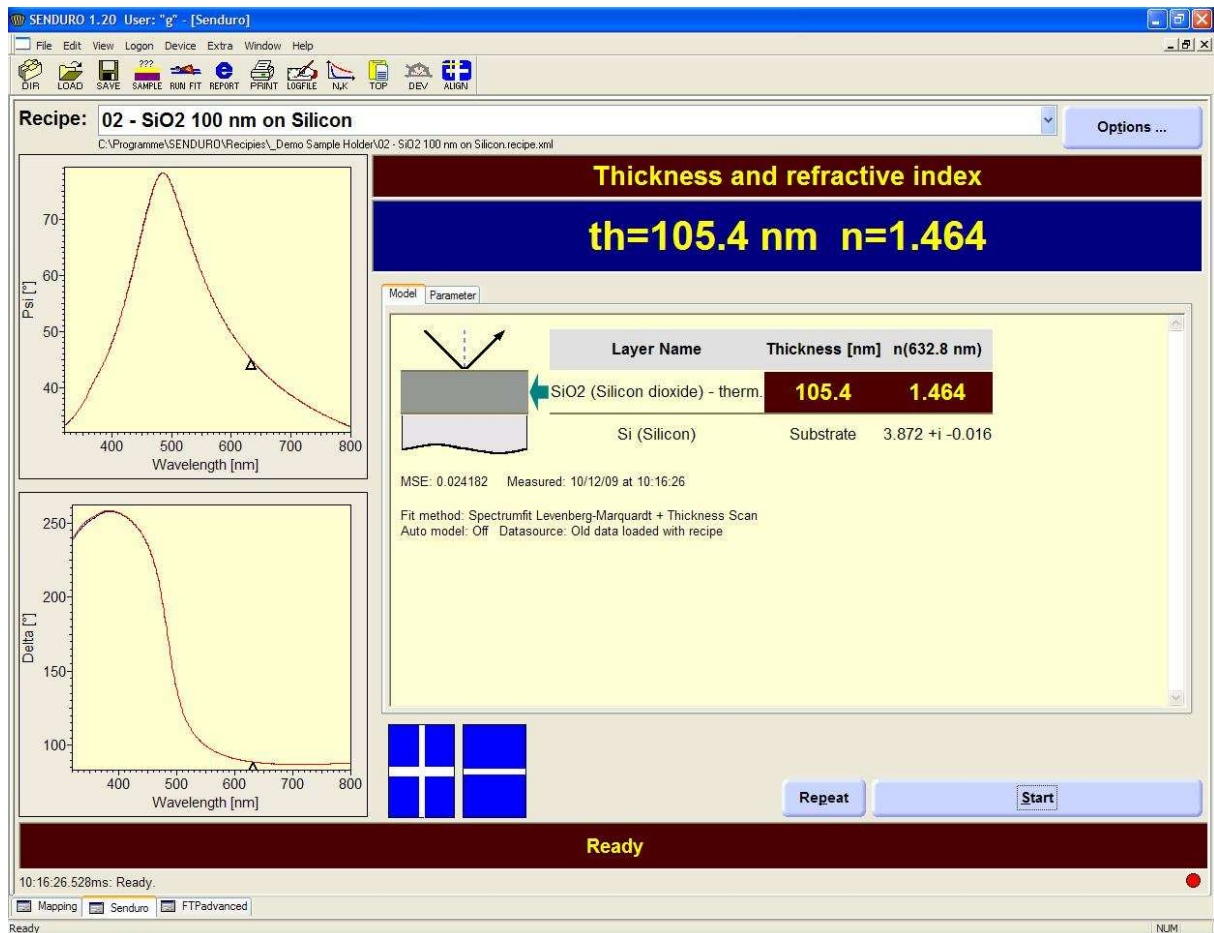 SENDURO 1.20 User: "g" - [Senduro]
File Edit View Logon Device Extra Window Help
???
DIR LOAD SAVE SAMPLE RUN FIT REPORT PRINT LOGFILE N,K TOP DEV ALIGN
Recipe: 02 - SiO2 100 nm on Silicon
Options ...
C:\Programme\SENDURO\Recipies\_Demo Sample Holder\02 - SiO2 100 nm on Silicon.recipe.xml
Thickness and refractive index
th=105.4 nm n=1.464
Psi [°]
70
60
50
40
400 500 600 700 800
Wavelength [nm]
Delta [°]
250
200
150
100
400 500 600 700 800
Wavelength [nm]
Model Parameter
Layer Name Thickness [nm] n(632.8 nm)
SiO2 (Silicon dioxide) - therm. 105.4 1.464
Si (Silicon) Substrate 3.872 +i -0.016
MSE: 0.024182 Measured: 10/12/09 at 10:16:26
Fit method: Spectrumfit Levenberg-Marquardt + Thickness Scan
Auto model: Off Datasource: Old data loaded with recipe
Repeat Start
Ready
10:16:26.528ms: Ready.
Mapping Senduro FTPadvanced
Ready NUM